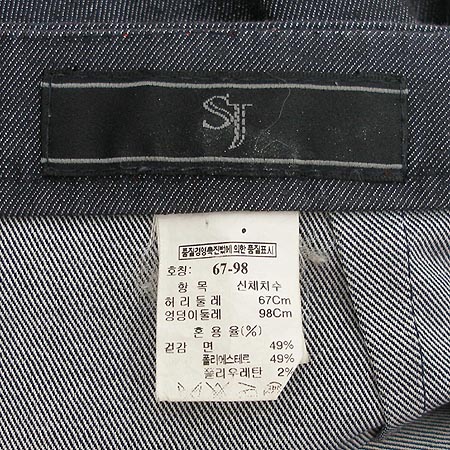 SJ
품질경영촉진법에 의한 품질표시
호칭: 67-98
항 목 신체치수
허리둘레 67Cm
엉덩이둘레 98Cm
혼 용 율(%)
겉감 면 49%
폴리에스테르 49%
폴리우레탄 2%